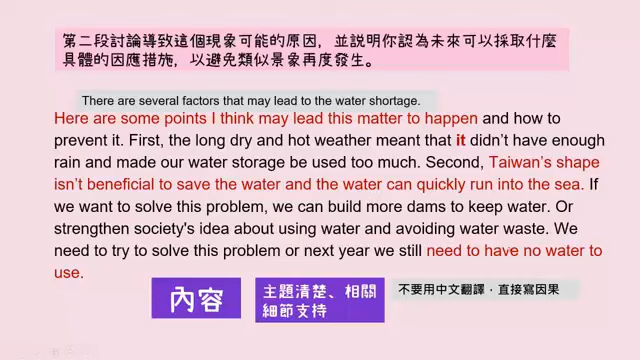 第二段討論導致這個現象可能的原因，並說明你認為未來可以採取什麼
具體的因應措施，以避免類似景象再度發生。
There are several factors that may lead to the water shortage.
Here are some points I think may lead this matter to happen and how to
prevent it. First, the long dry and hot weather meant that it didn't have enough
rain and made our water storage be used too much. Second, Taiwan's shape
isn't beneficial to save the water and the water can quickly run into the sea. If
we want to solve this problem, we can build more dams to keep water. Or
strengthen society's idea about using water and avoiding water waste. We
need to try to solve this problem or next year we still need to have no water to
use.
內容
主題清楚、相關
細節支持
不要用中文翻譯，直接寫因果